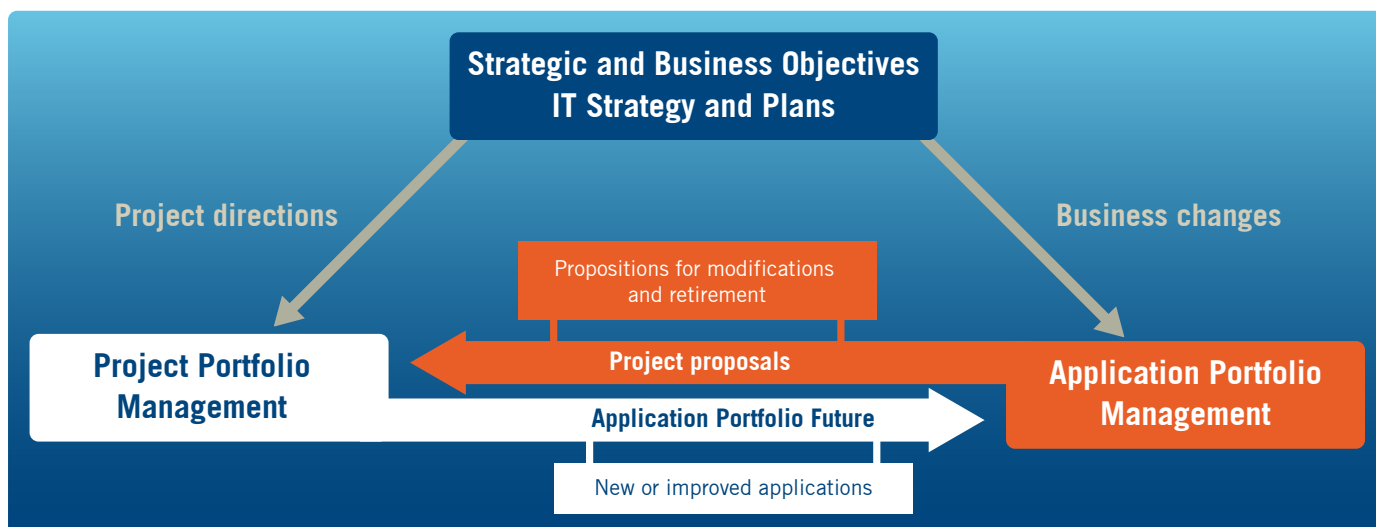 Strategic and Business Objectives
IT Strategy and Plans
Project directions
Business changes
Propositions for modifications
and retirement
Project Portfolio
Management
Project proposals
Application Portfolio
Management
Application Portfolio Future
New or improved applications